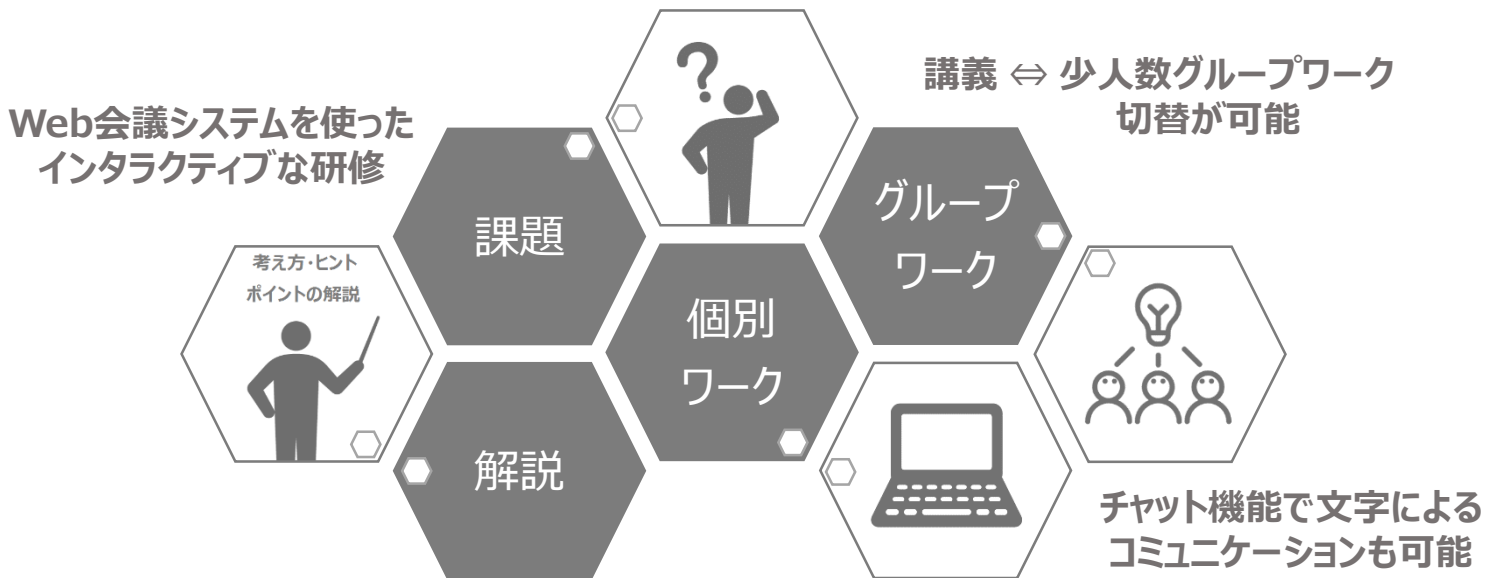 Web会議システムを使った
インタラクティブな研修
講義 ⇔ 少人数グループワーク
切替が可能
課題
グループ
ワーク
考え方・ヒント
ポイントの解説
個別
ワーク
解説
チャット機能で文字による
コミュニケーションも可能